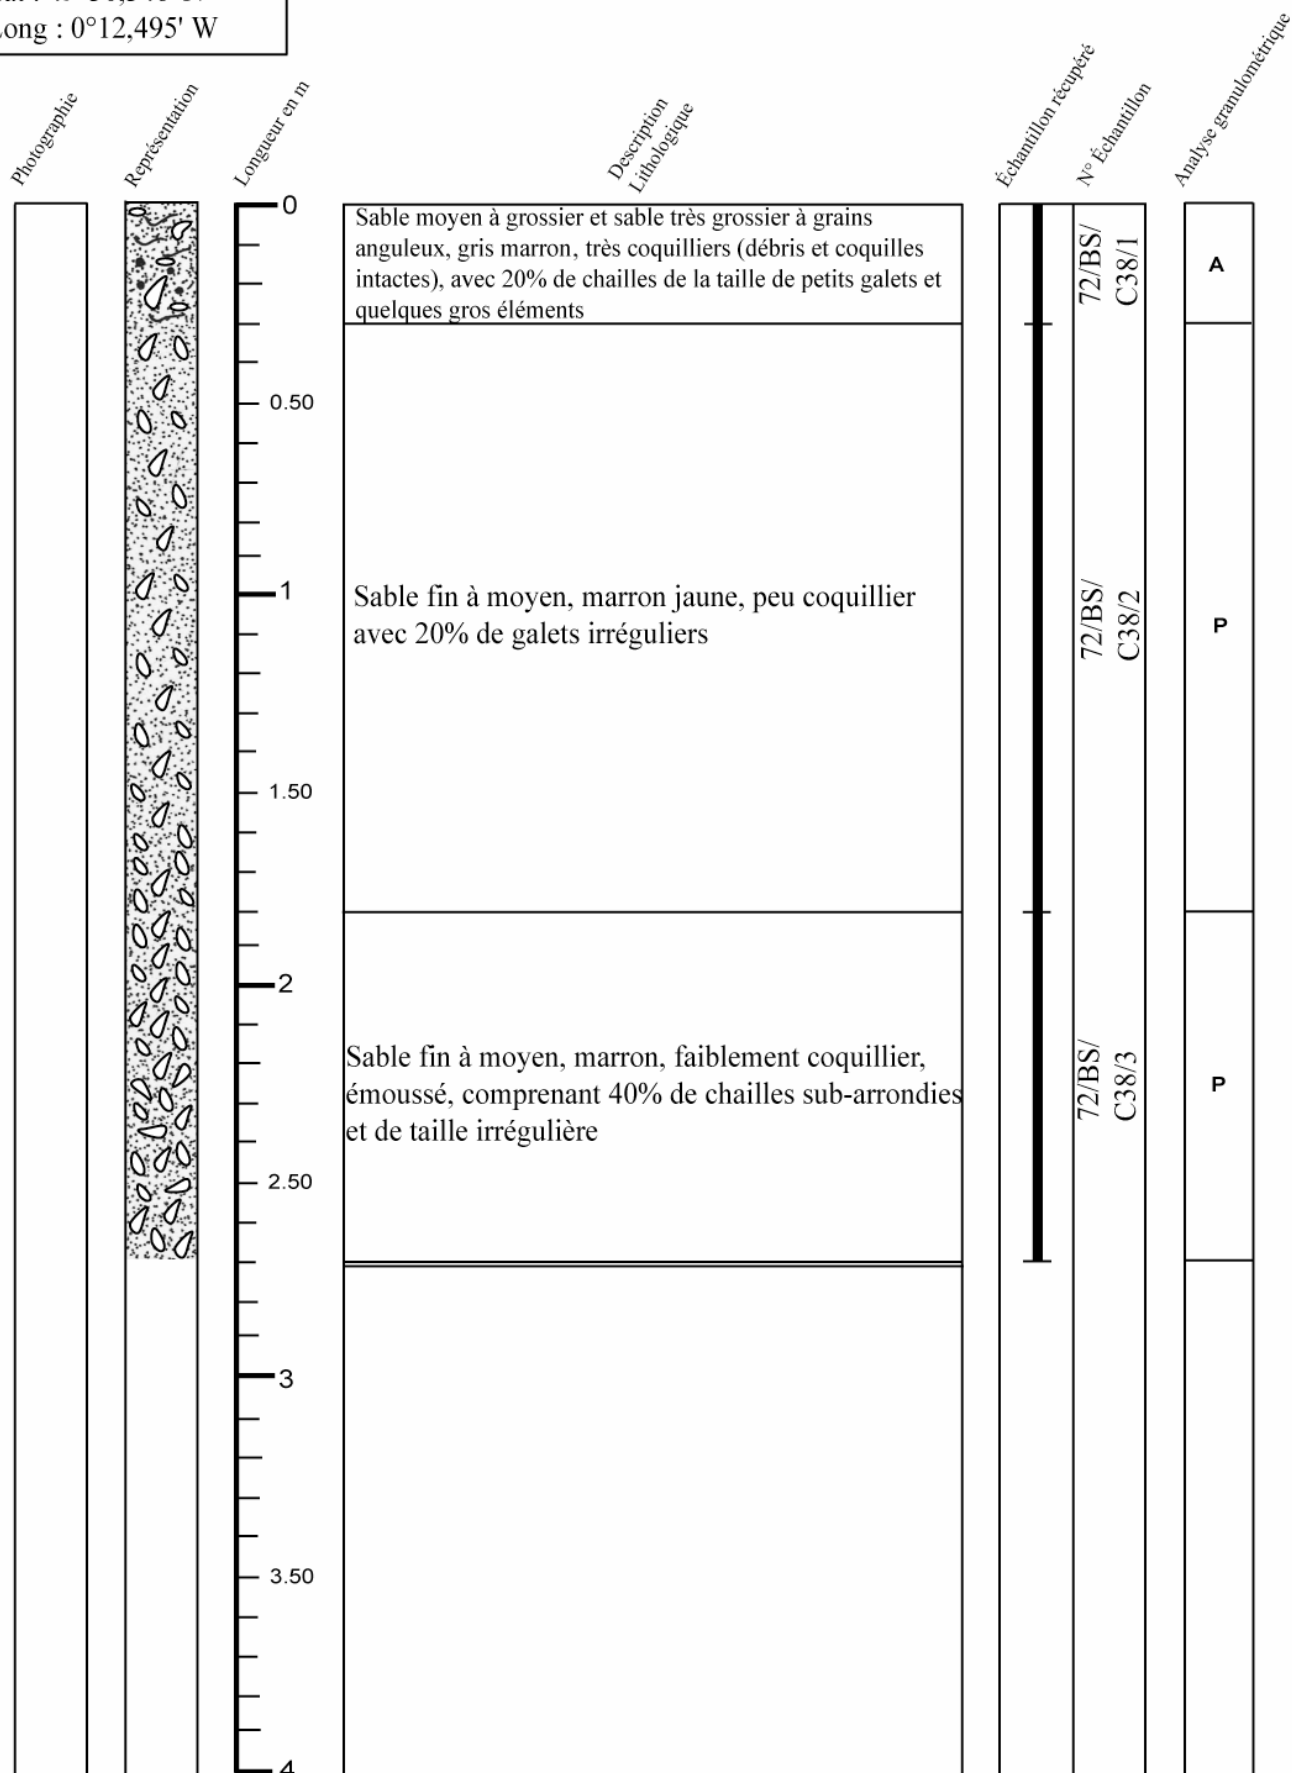 Long : 0°12,495' W
Photographie
Représentation
Longueur en m
Description
Lithologique
Échantillon récupéré
N° Échantillon
Analyse granulométrique
0
Sable moyen à grossier et sable très grossier à grains
anguleux, gris marron, très coquilliers (débris et coquilles
intactes), avec 20% de chailles de la taille de petits galets et
quelques gros éléments
72/BS/
C38/1
A
0.50
1
Sable fin à moyen, marron jaune, peu coquillier
avec 20% de galets irréguliers
72/BS/
C38/2
P
1.50
2
Sable fin à moyen, marron, faiblement coquillier,
émoussé, comprenant 40% de chailles sub-arrondies
et de taille irrégulière
72/BS/
C38/3
P
2.50
3
3.50
4